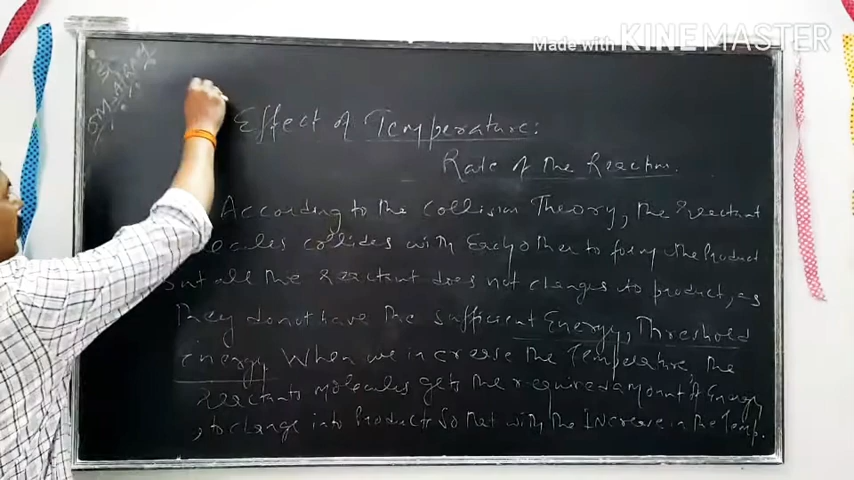 Made with KINEMASTER
Effect of Temperature:
Rate of the Reaction.
According to the collision Theory, the Reactant
collides with Each other to form the Product
but all the Reactant does not changes to product, as
they donot have the sufficient Energy, Threshold
energy. When we increase the Temperature, the
Reactants molecules gets the required amount of Energy
, to change into Products So that with the Increase in the Temp.